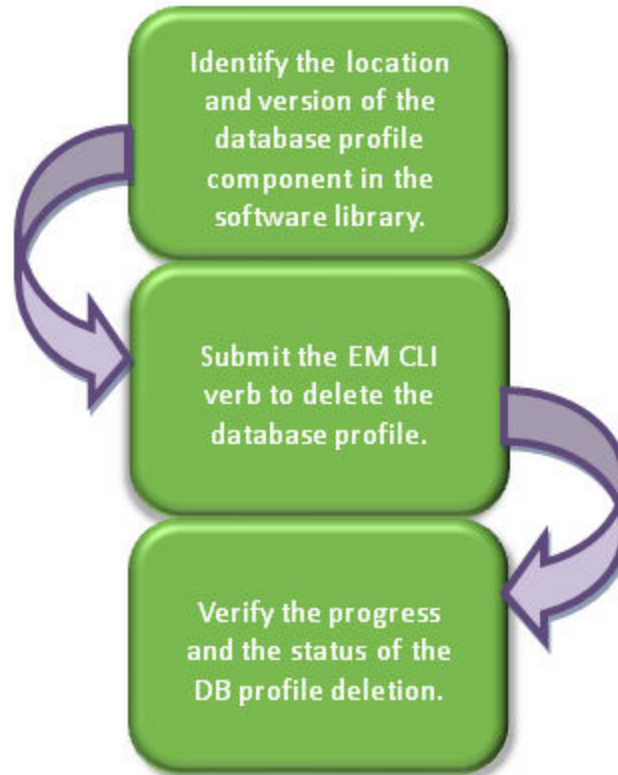 Identify the location
and version of the
database profile
component in the
software library.
Submit the EM CLI
verb to delete the
database profile.
Verify the progress
and the status of the
DB profile deletion.